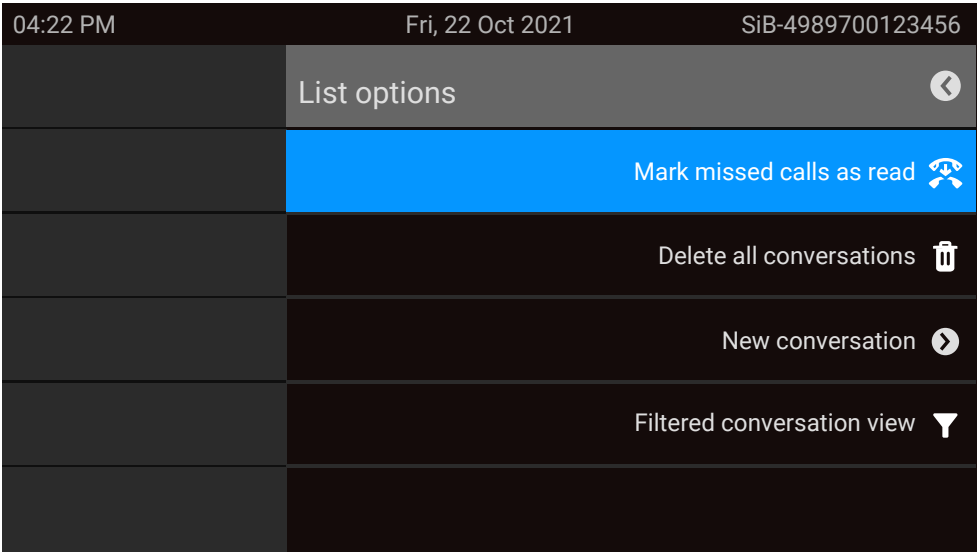 04:22 PM Fri, 22 Oct 2021 SiB-4989700123456
List options
Mark missed calls as read
Delete all conversations
New conversation
Filtered conversation view